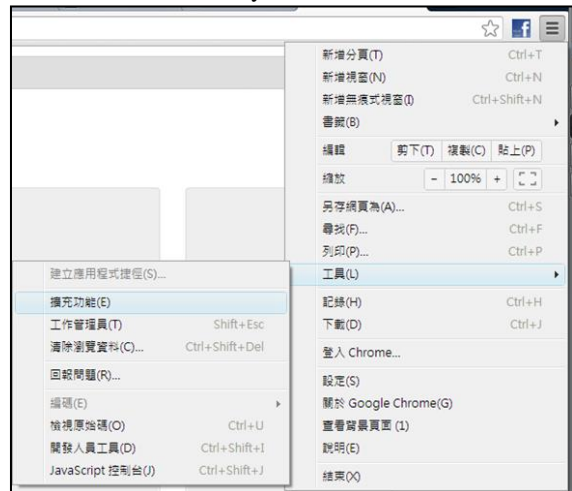 新增分頁(T) Ctrl+T
新增視窗(N) Ctrl+N
新增無痕式視窗(I) Ctrl+Shift+N
書籤(B)
編輯 剪下(T) 複製(C) 貼上(P)
縮放 - 100% +
另存網頁為(A)... Ctrl+S
尋找(F)... Ctrl+F
列印(P)... Ctrl+P
工具(L)
記錄(H) Ctrl+H
下載(D) Ctrl+J
登入 Chrome...
設定(S)
關於 Google Chrome(G)
查看背景頁面 (1)
說明(E)
結束(X)
建立應用程式捷徑(S)...
擴充功能(E)
工作管理員(T) Shift+Esc
清除瀏覽資料(C)... Ctrl+Shift+Del
回報問題(R)...
編碼(E)
檢視原始碼(O) Ctrl+U
開發人員工具(D) Ctrl+Shift+I
JavaScript 控制台(J) Ctrl+Shift+J